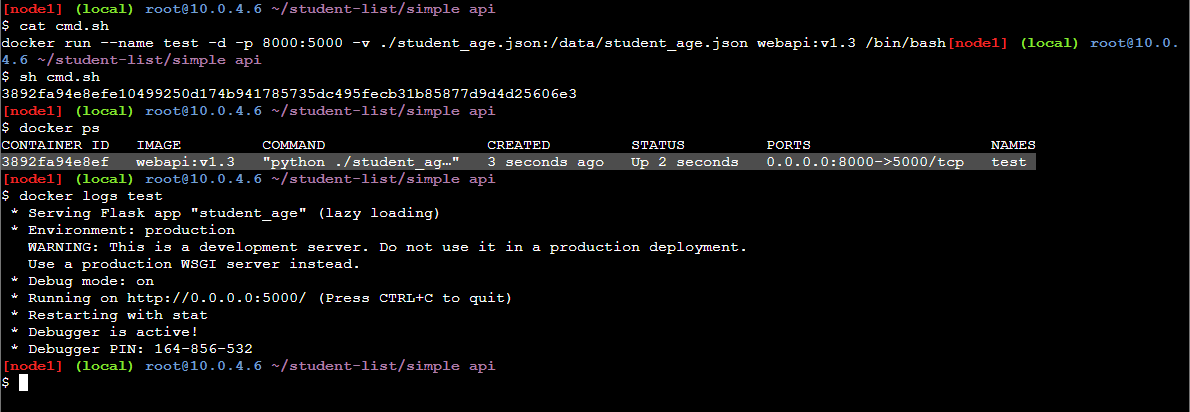 [node1] (local) root@10.0.4.6 ~/student-list/simple api
$ cat cmd.sh
docker run --name test -d -p 8000:5000 -v ./student_age.json:/data/student_age.json webapi:v1.3 /bin/bash[node1] (local) root@10.0.
4.6 ~/student-list/simple api
$ sh cmd.sh
3892fa94e8efe10499250d174b941785735dc495fecb31b85877d9d4d25606e3
[node1] (local) root@10.0.4.6 ~/student-list/simple api
$ docker ps
CONTAINER ID   IMAGE         COMMAND                  CREATED         STATUS        PORTS                    NAMES
3892fa94e8ef   webapi:v1.3   "python ./student_ag…"   3 seconds ago   Up 2 seconds   0.0.0.0:8000->5000/tcp   test
[node1] (local) root@10.0.4.6 ~/student-list/simple api
$ docker logs test
 * Serving Flask app "student_age" (lazy loading)
 * Environment: production
   WARNING: This is a development server. Do not use it in a production deployment.
   Use a production WSGI server instead.
 * Debug mode: on
 * Running on http://0.0.0.0:5000/ (Press CTRL+C to quit)
 * Restarting with stat
 * Debugger is active!
 * Debugger PIN: 164-856-532
[node1] (local) root@10.0.4.6 ~/student-list/simple api
$